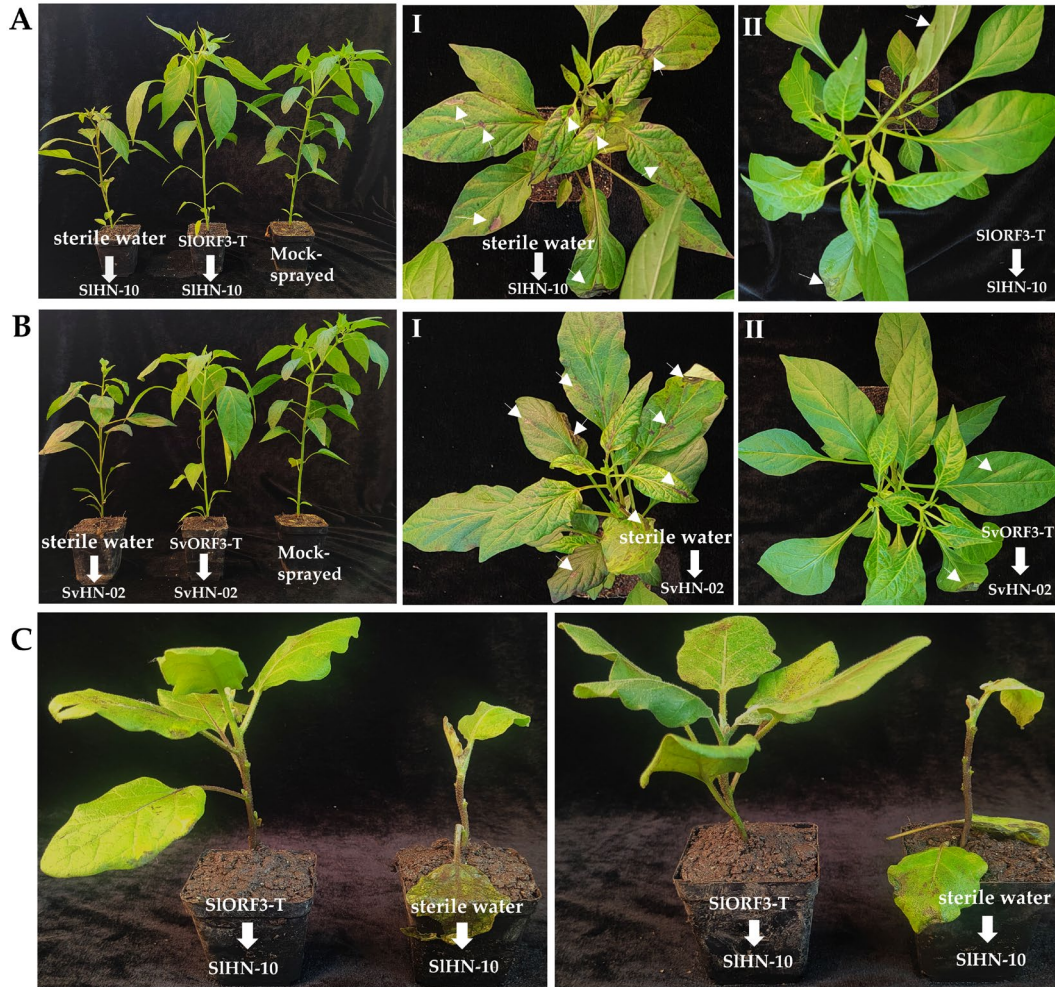 A
sterile water
SlHN-10
SlORF3-T
SlHN-10
Mock-
sprayed
I
sterile water
SlHN-10
II
SlORF3-T
SlHN-10
B
sterile water
SvHN-02
SvORF3-T
SvHN-02
Mock-
sprayed
I
sterile water
SvHN-02
II
SvORF3-T
SvHN-02
C
SlORF3-T
SlHN-10
sterile water
SlHN-10
SlORF3-T
SlHN-10
sterile water
SlHN-10